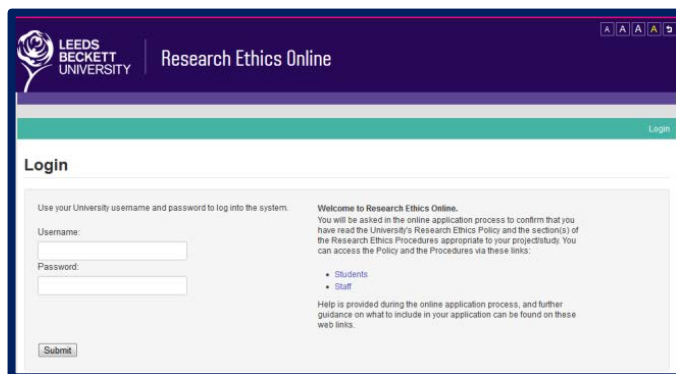 A A A A
LEEDS
BECKETT
UNIVERSITY
Research Ethics Online
Login
Login
Use your University username and password to log into the system.
Username:
Password:
Submit
Welcome to Research Ethics Online.
You will be asked in the online application process to confirm that you
have read the University's Research Ethics Policy and the section(s) of
the Research Ethics Procedures appropriate to your project/study. You
can access the Policy and the Procedures via these links:
Students
Staff
Help is provided during the online application process, and further
guidance on what to include in your application can be found on these
web links.